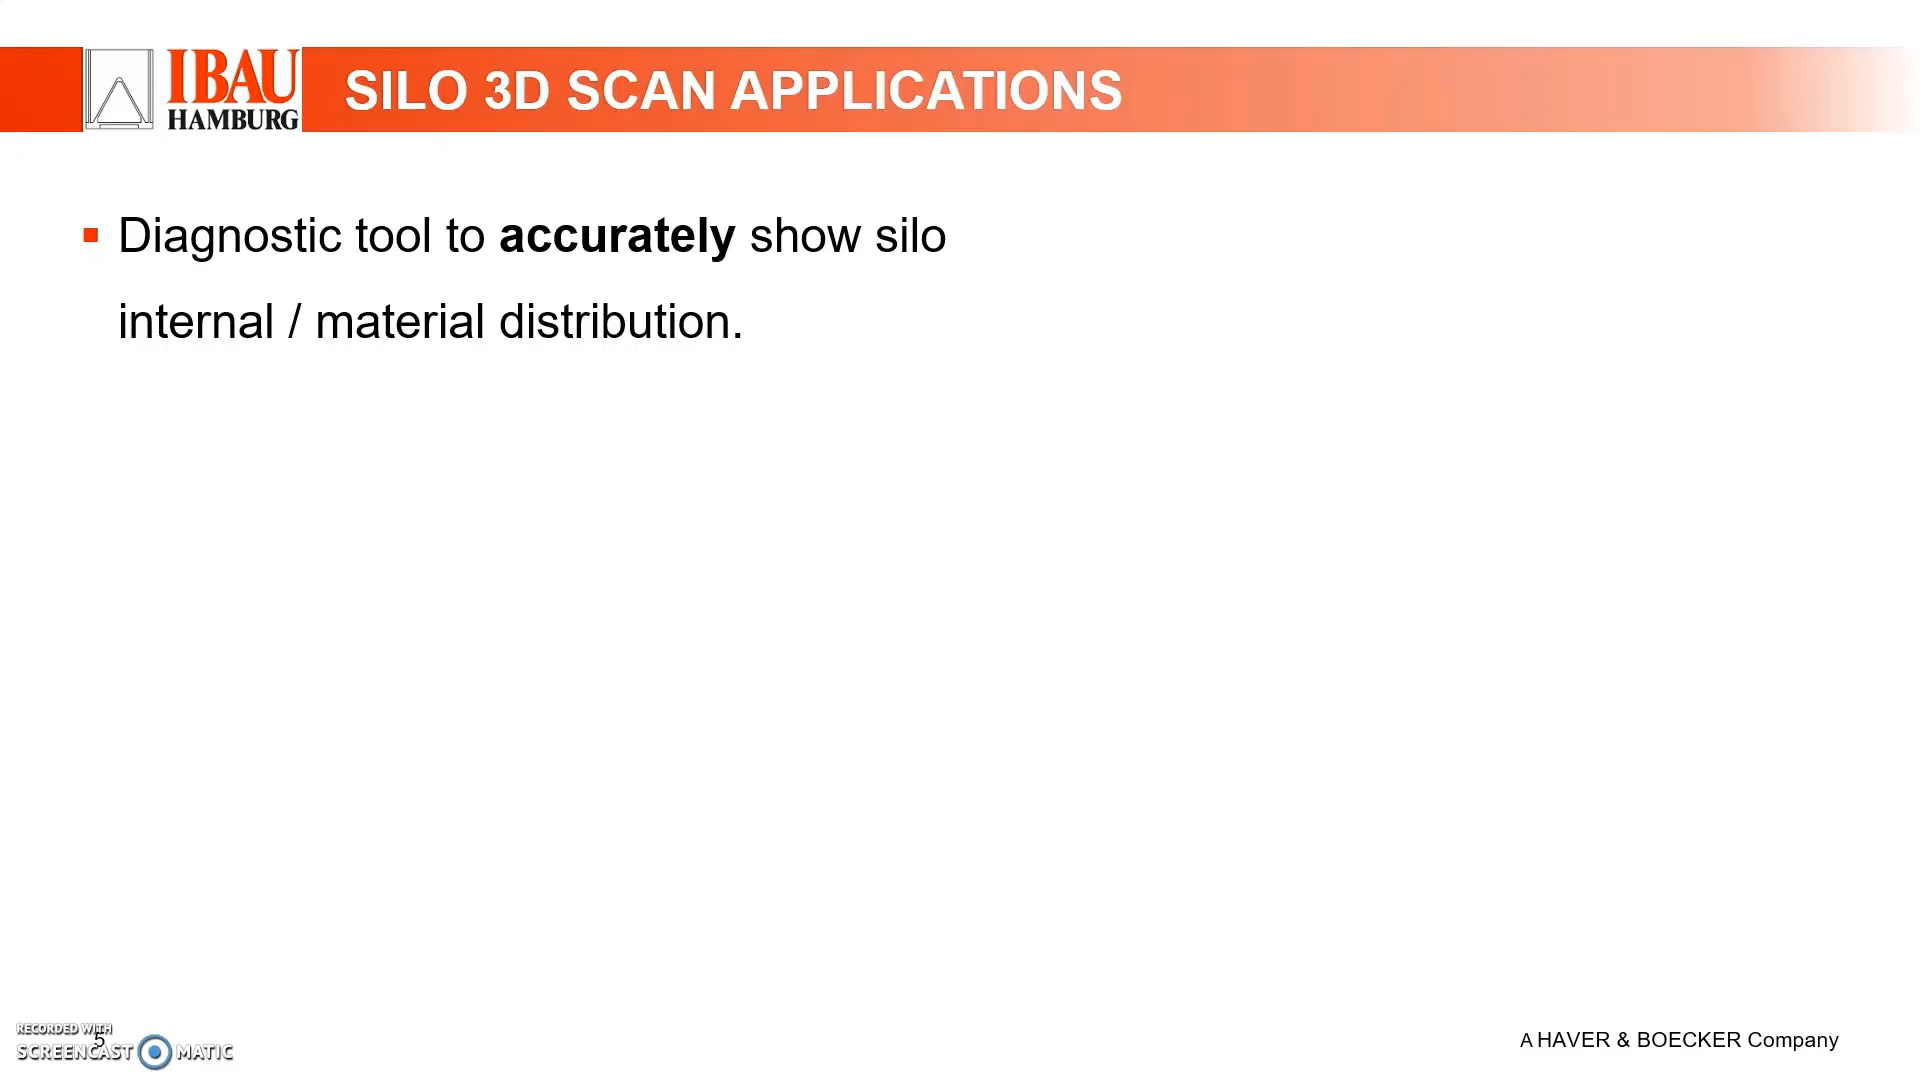 IBAU
HAMBURG
SILO 3D SCAN APPLICATIONS
Diagnostic tool to accurately show silo
internal / material distribution.
RECORDED WITH
SCREENCAST MATIC
5
A HAVER & BOECKER Company